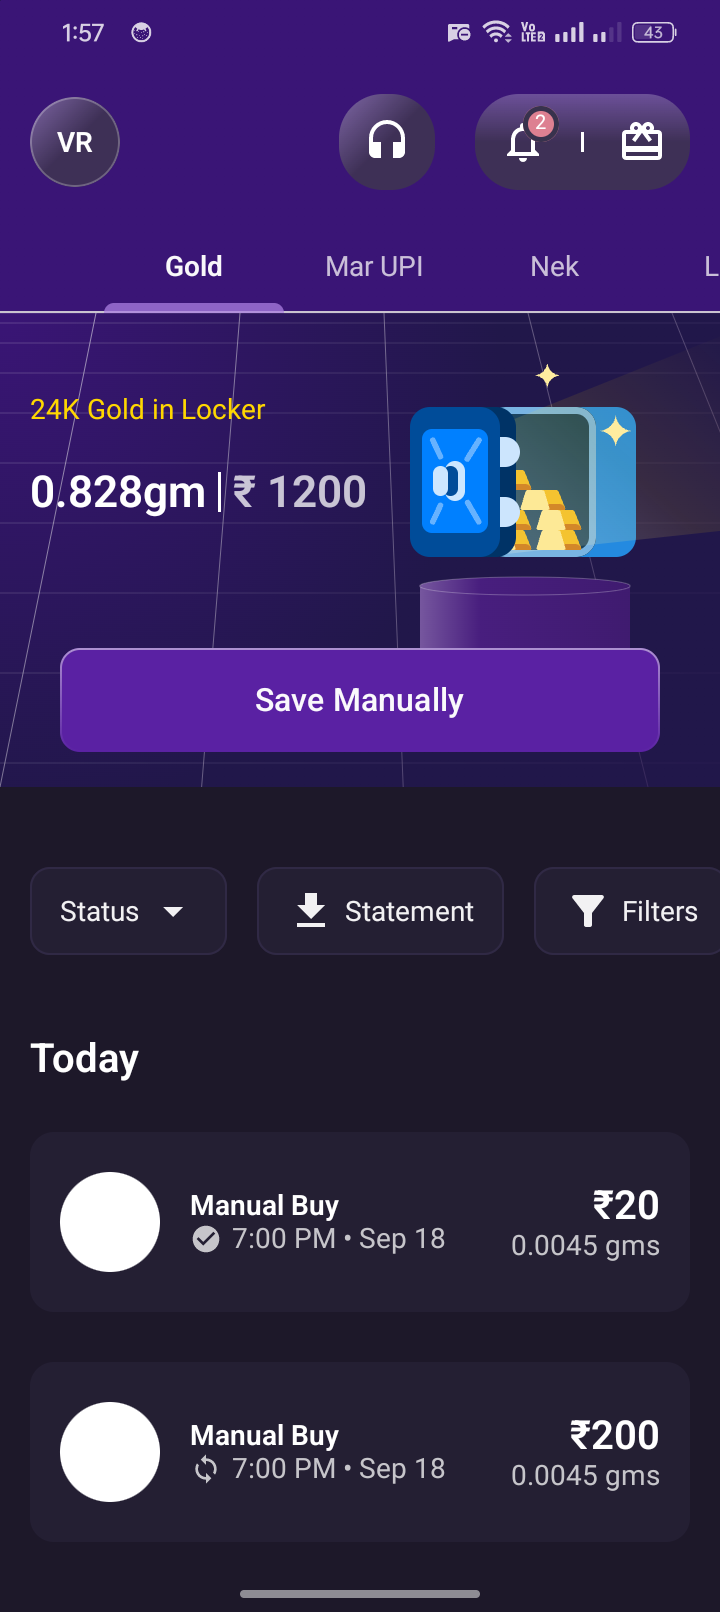 1:57
Vo
LTE 2
43
VR
2
Gold
Mar UPI
Nek
L
24K Gold in Locker
0.828gm | ₹ 1200
Save Manually
Status
Statement
Filters
Today
Manual Buy
₹20
7:00 PM • Sep 18
0.0045 gms
Manual Buy
₹200
7:00 PM • Sep 18
0.0045 gms